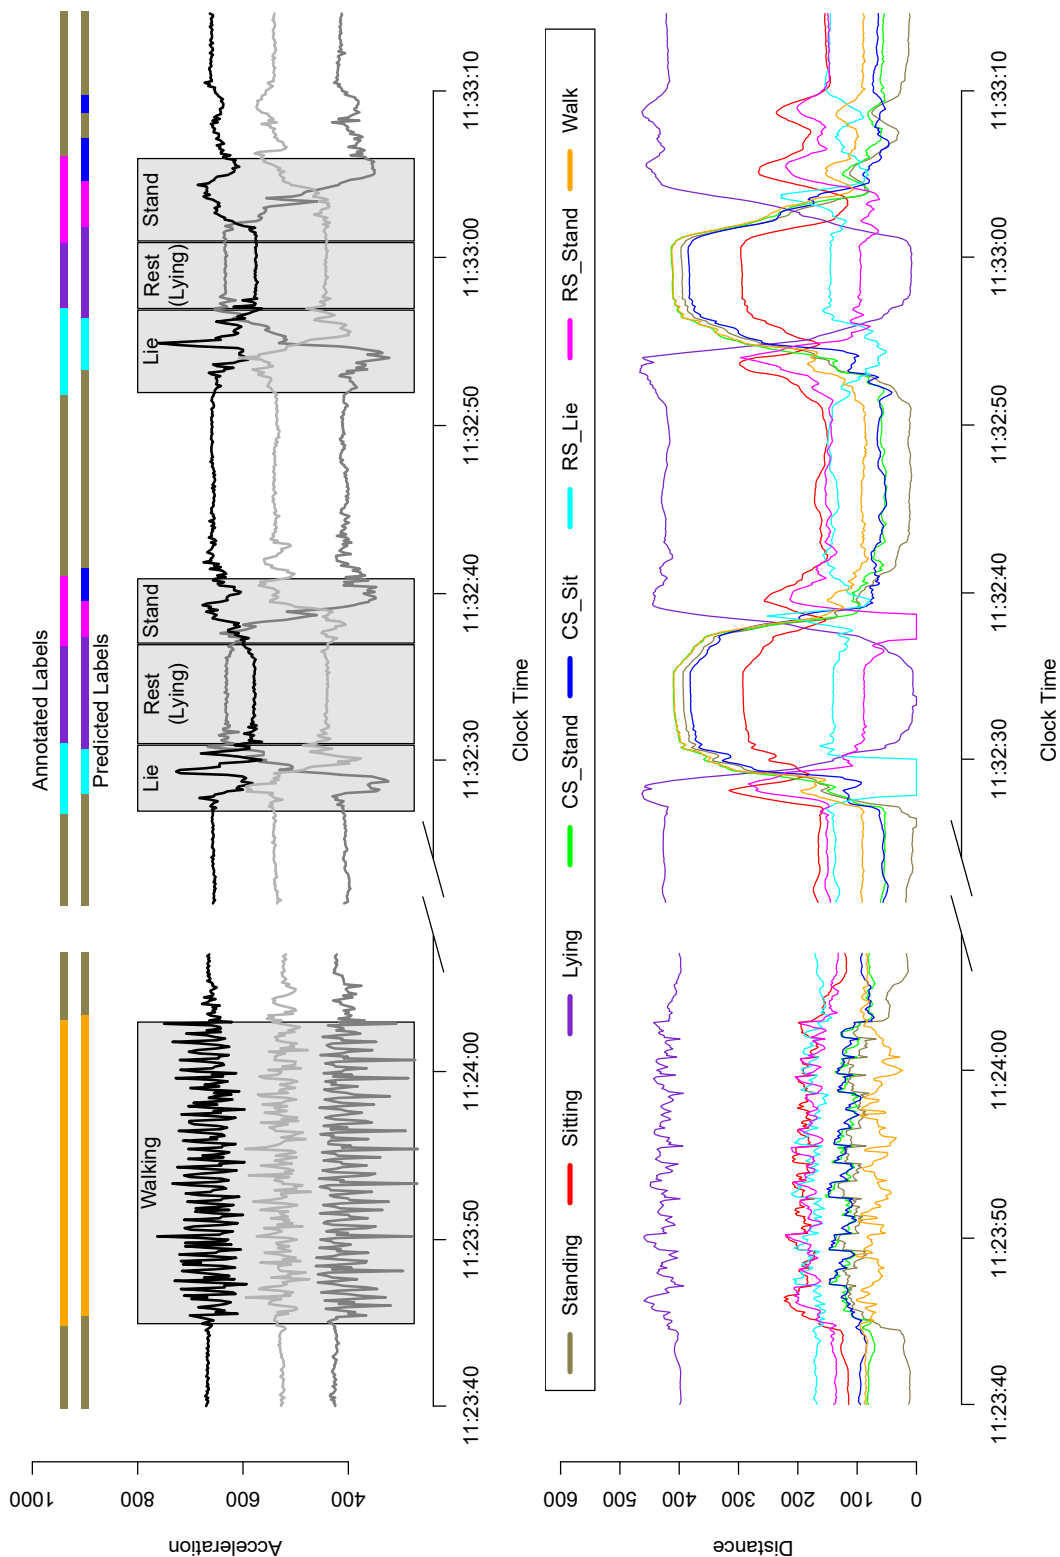 Annotated Labels
Predicted Labels
Walking
Lie
Rest
(Lying)
Stand
Lie
Rest
(Lying)
Stand
Acceleration
1000
800
600
400
11:23:40
11:23:50
11:24:00
11:32:30
11:32:40
11:32:50
11:33:00
11:33:10
Clock Time
Standing
Sitting
Lying
CS_Stand
CS_Sit
RS_Lie
RS_Stand
Walk
Distance
600
500
400
300
200
100
0
11:23:40
11:23:50
11:24:00
11:32:30
11:32:40
11:32:50
11:33:00
11:33:10
Clock Time